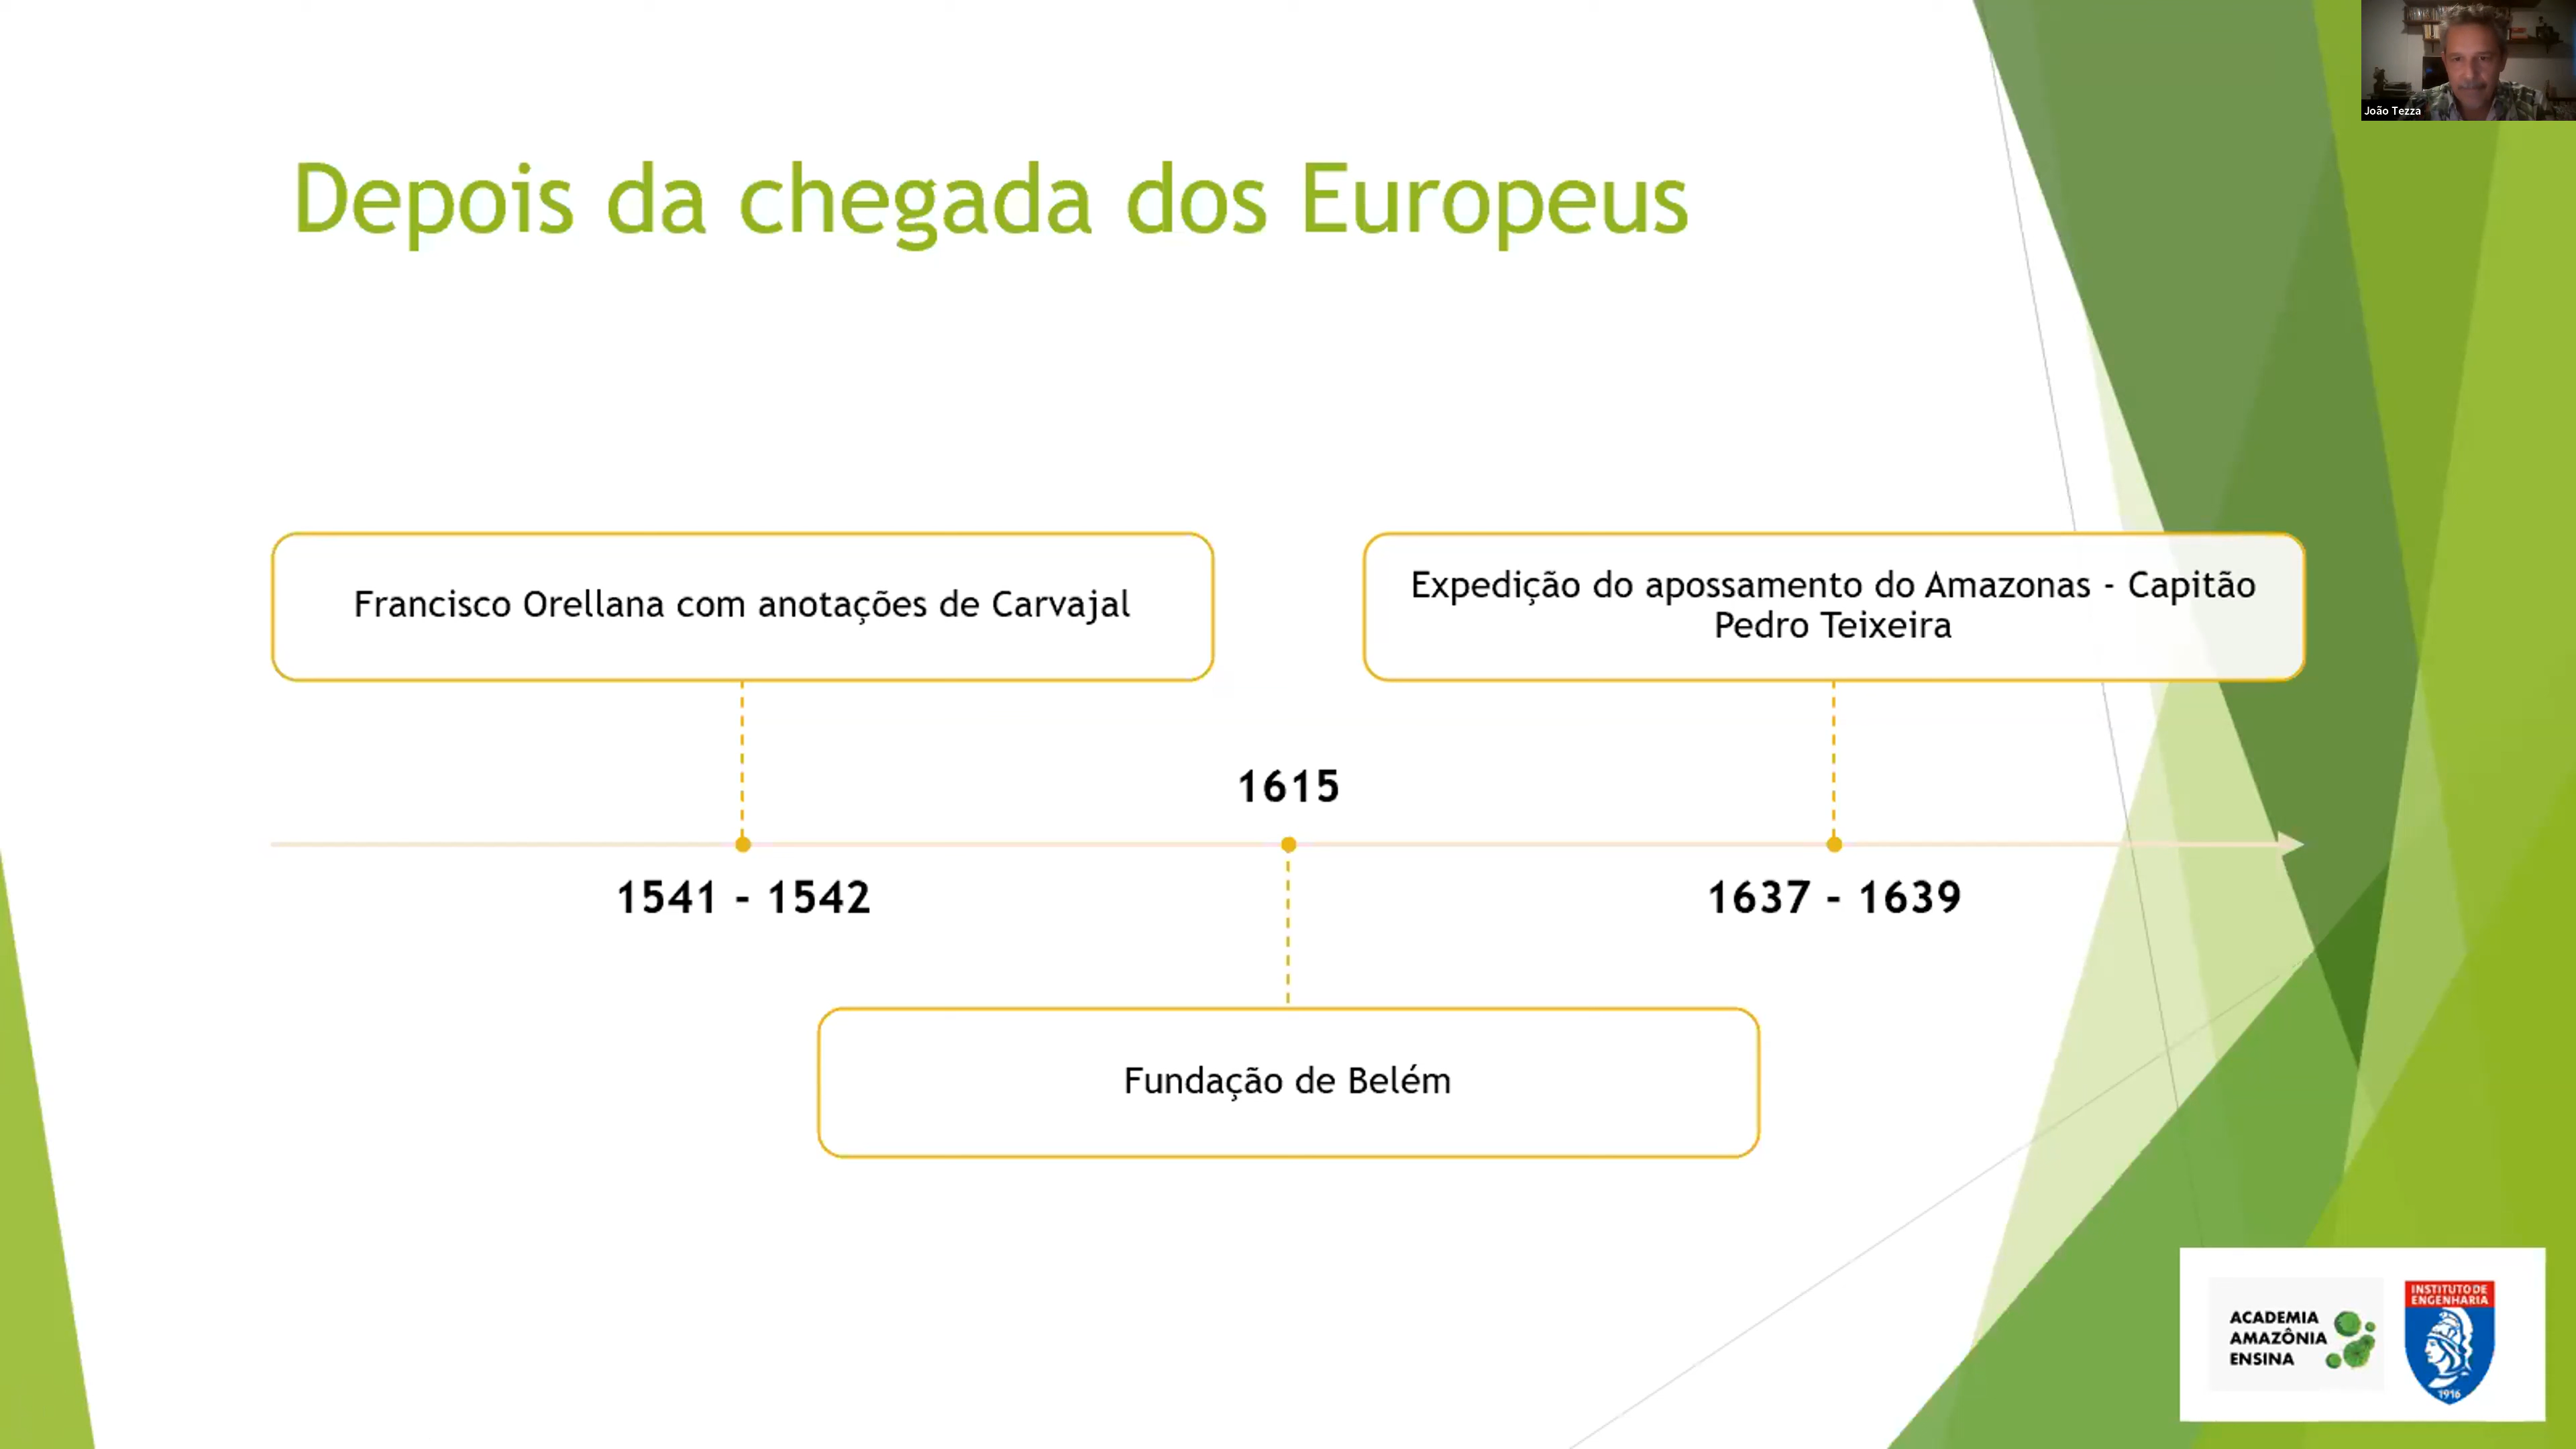 João Tezza
Depois da chegada dos Europeus
Francisco Orellana com anotações de Carvajal
Expedição do apossamento do Amazonas - Capitão
Pedro Teixeira
1615
1541 - 1542
1637 - 1639
Fundação de Belém
ACADEMIA
AMAZÔNIA
ENSINA
INSTITUTO DE
ENGENHARIA
1916